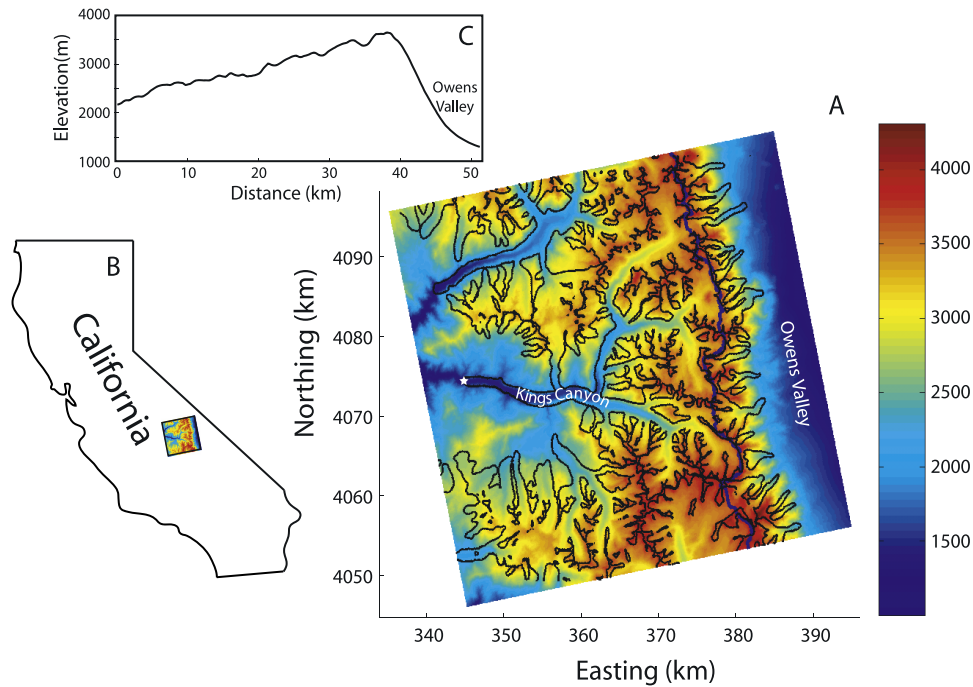 C
Elevation(m)
4000
3000
2000
1000
0
10
20
30
40
50
Distance (km)
Owens
Valley
B
California
A
Northing (km)
4090
4080
4070
4060
4050
340
350
360
370
380
390
Easting (km)
Kings Canyon
Owens Valley
4000
3500
3000
2500
2000
1500